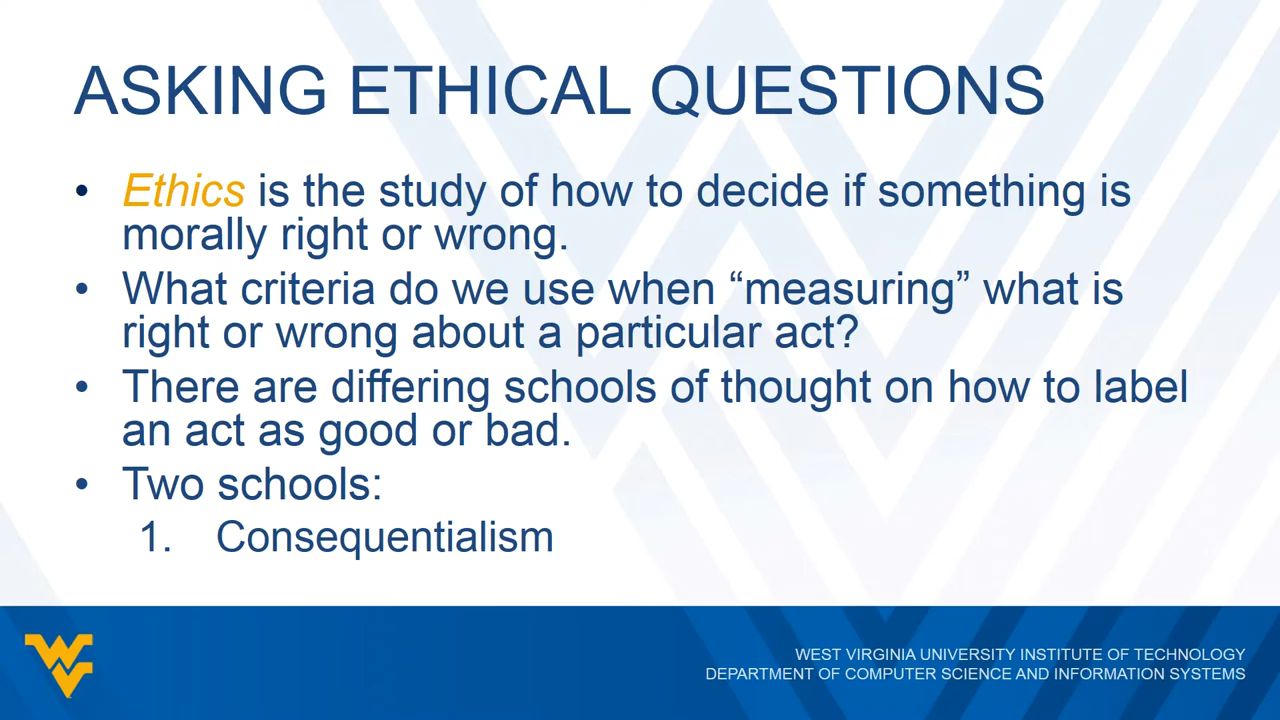 ASKING ETHICAL QUESTIONS
• Ethics is the study of how to decide if something is
morally right or wrong.
• What criteria do we use when “measuring” what is
right or wrong about a particular act?
• There are differing schools of thought on how to label
an act as good or bad.
• Two schools:
1. Consequentialism
WV
WEST VIRGINIA UNIVERSITY INSTITUTE OF TECHNOLOGY
DEPARTMENT OF COMPUTER SCIENCE AND INFORMATION SYSTEMS